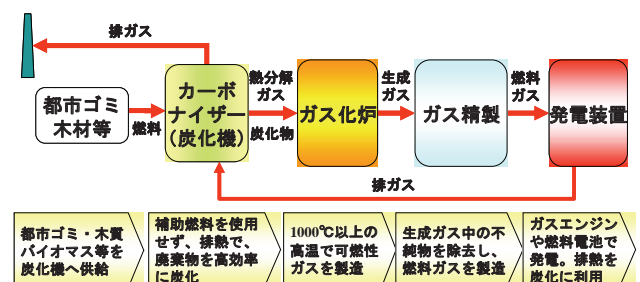 排ガス
都市ゴミ
木材等
燃料
カーボ
ナイザー
(炭化機)
熱分解
ガス
炭化物
ガス化炉
生成
ガス
ガス精製
燃料
ガス
発電装置
排ガス
都市ゴミ・木質
バイオマス等を
炭化機へ供給
補助燃料を使用
せず、排熱で、
廃棄物を高効率
に炭化
1000℃以上の
高温で可燃性
ガスを製造
生成ガス中の不
純物を除去し、
燃料ガスを製造
ガスエンジン
や燃料電池で
発電。排熱を
炭化に利用